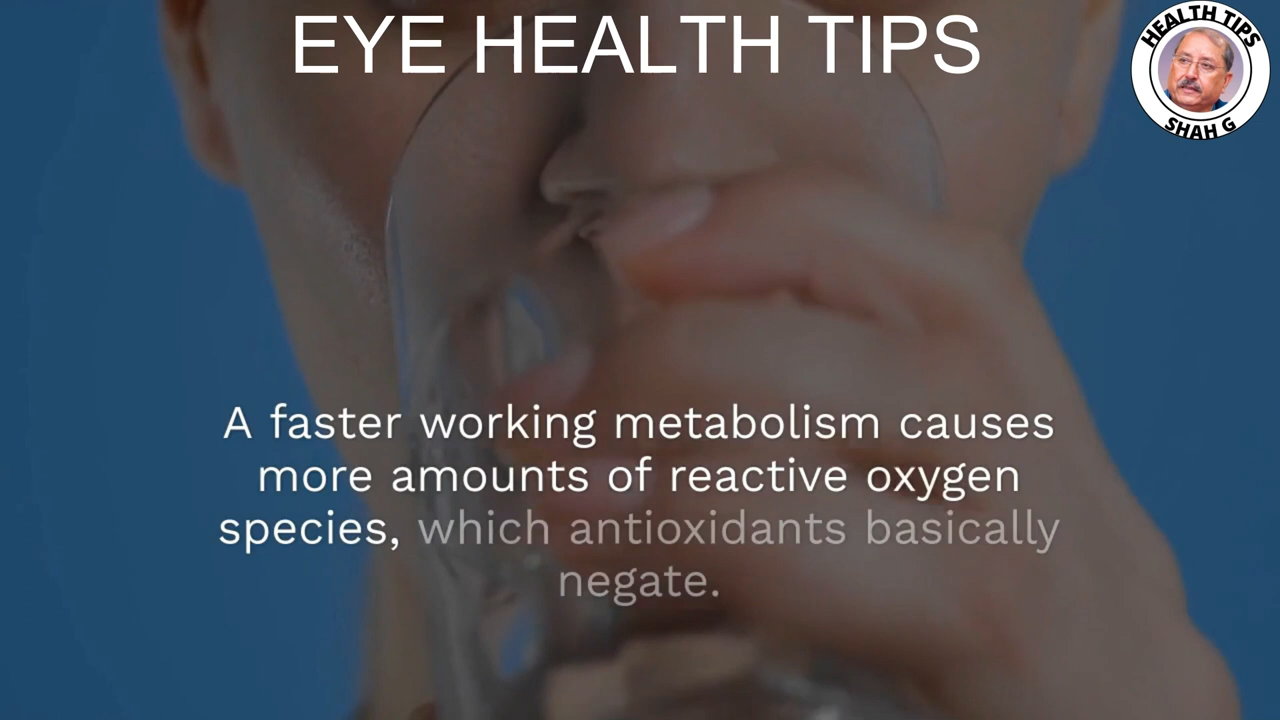 EYE HEALTH TIPS
HEALTH TIPS
SHAH G
A faster working metabolism causes
more amounts of reactive oxygen
species, which antioxidants basically
negate.